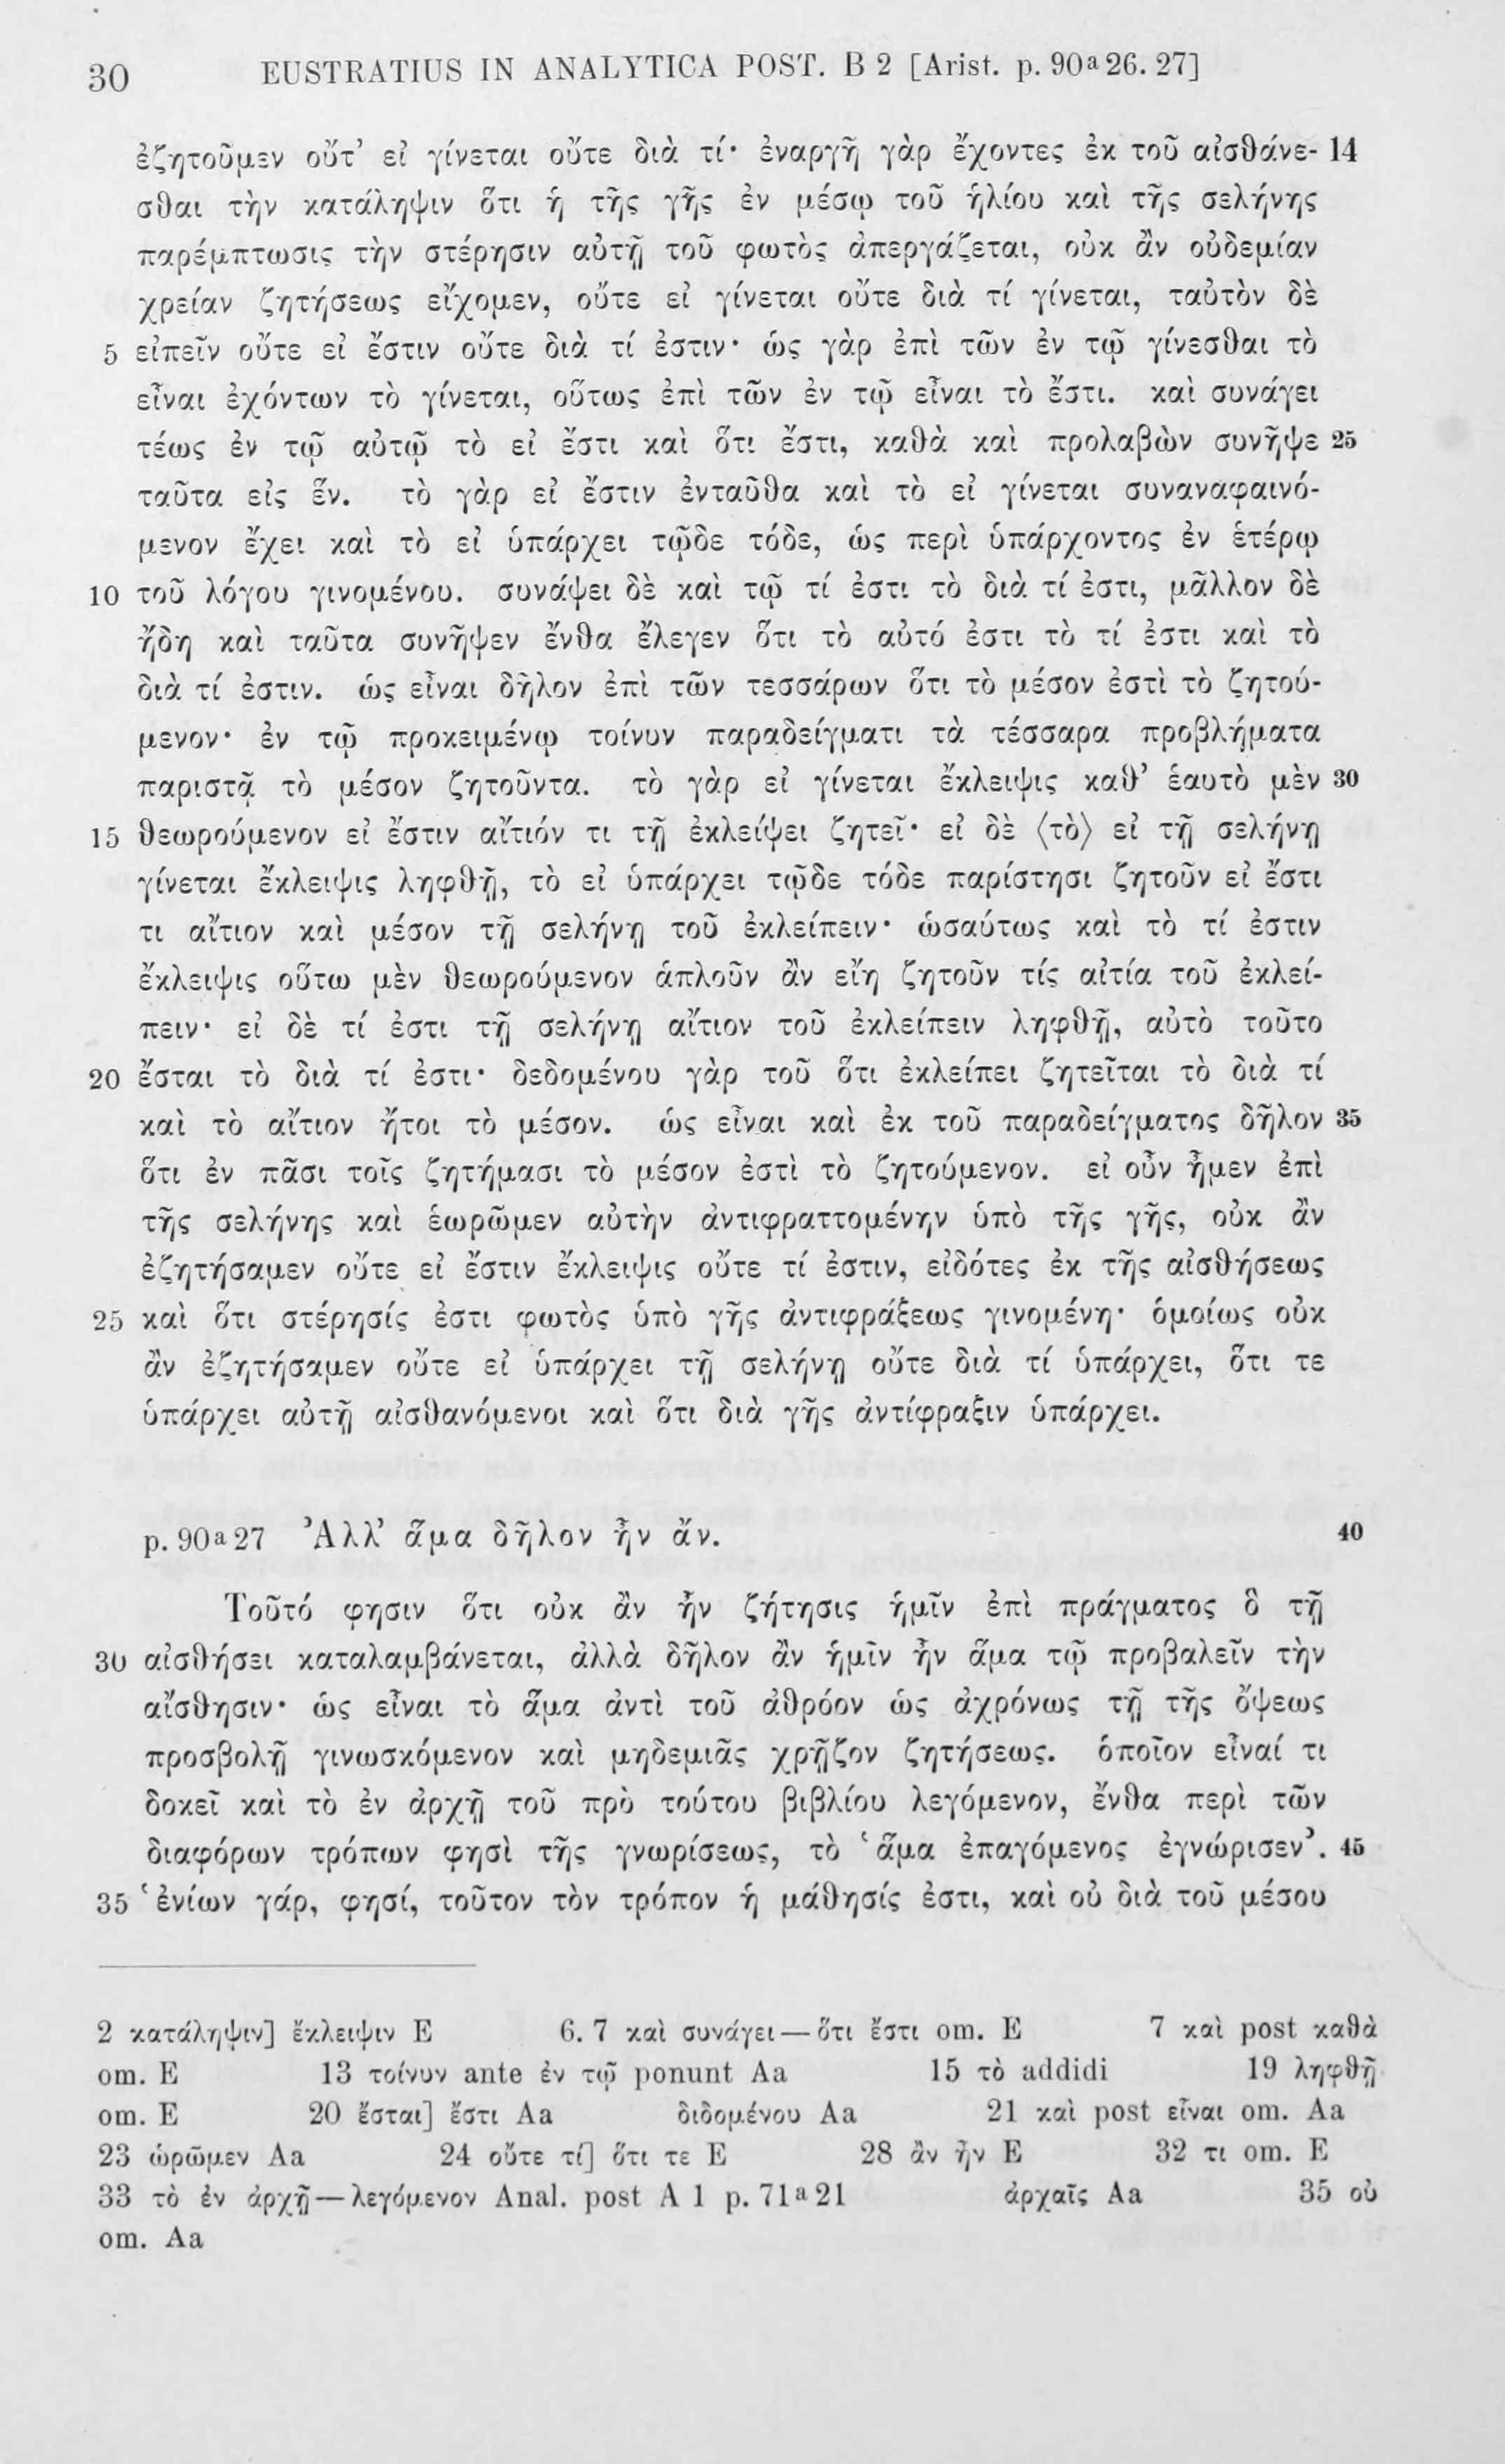 30 EUSTRATIUS IN ANALYTICA POST. B 2 [Arist. p. 90a26. 27]
ἐζητοῦμεν οὔτ’ εἰ γίνεται οὔτε διὰ τί· ἐναργῆ γὰρ ἔχοντες ἐκ τοῦ αἰσθάνε- 14
σθαι τὴν κατάληψιν ὅτι ἡ τῆς γῆς ἐν μέσῳ τοῦ ἡλίου καὶ τῆς σελήνης
παρέμπτωσις τὴν στέρησιν αὐτῇ τοῦ φωτὸς ἀπεργάζεται, οὐκ ἂν οὐδεμίαν
χρείαν ζητήσεως εἴχομεν, οὔτε εἰ γίνεται οὔτε διὰ τί γίνεται, ταὐτὸν δὲ
5 εἰπεῖν οὔτε εἰ ἔστιν οὔτε διὰ τί ἐστιν· ὡς γὰρ ἐπὶ τῶν ἐν τῷ γίνεσθαι τὸ
εἶναι ἐχόντων τὸ γίνεται, οὕτως ἐπὶ τῶν ἐν τῷ εἶναι τὸ ἔστι. καὶ συνάγει
τέως ἐν τῷ αὐτῷ τὸ εἰ ἔστι καὶ ὅτι ἔστι, καθὰ καὶ προλαβὼν συνῆψε 25
ταῦτα εἰς ἕν. τὸ γὰρ εἰ ἔστιν ἐνταῦθα καὶ τὸ εἰ γίνεται συναναφαινό-
μενον ἔχει καὶ τὸ εἰ ὑπάρχει τῷδε τόδε, ὡς περὶ ὑπάρχοντος ἐν ἑτέρῳ
10 τοῦ λόγου γινομένου. συνάψει δὲ καὶ τῷ τί ἐστι τὸ διὰ τί ἐστι, μᾶλλον δὲ
ἤδη καὶ ταῦτα συνῆψεν ἔνθα ἔλεγεν ὅτι τὸ αὐτό ἐστι τὸ τί ἐστι καὶ τὸ
διὰ τί ἐστιν. ὡς εἶναι δῆλον ἐπὶ τῶν τεσσάρων ὅτι τὸ μέσον ἐστὶ τὸ ζητού-
μενον· ἐν τῷ προκειμένῳ τοίνυν παραδείγματι τὰ τέσσαρα προβλήματα
παριστᾷ τὸ μέσον ζητοῦντα. τὸ γὰρ εἰ γίνεται ἔκλειψις καθ’ ἑαυτὸ μὲν 30
15 θεωρούμενον εἰ ἔστιν αἴτιόν τι τῇ ἐκλείψει ζητεῖ· εἰ δὲ ⟨τὸ⟩ εἰ τῇ σελήνῃ
γίνεται ἔκλειψις ληφθῇ, τὸ εἰ ὑπάρχει τῷδε τόδε παρίστησι ζητοῦν εἰ ἔστι
τι αἴτιον καὶ μέσον τῇ σελήνῃ τοῦ ἐκλείπειν· ὡσαύτως καὶ τὸ τί ἐστιν
ἔκλειψις οὕτω μὲν θεωρούμενον ἁπλοῦν ἂν εἴη ζητοῦν τίς αἰτία τοῦ ἐκλεί-
πειν· εἰ δὲ τί ἐστι τῇ σελήνῃ αἴτιον τοῦ ἐκλείπειν ληφθῇ, αὐτὸ τοῦτο
20 ἔσται τὸ διὰ τί ἐστι· δεδομένου γὰρ τοῦ ὅτι ἐκλείπει ζητεῖται τὸ διὰ τί
καὶ τὸ αἴτιον ἤτοι τὸ μέσον. ὡς εἶναι καὶ ἐκ τοῦ παραδείγματος δῆλον 35
ὅτι ἐν πᾶσι τοῖς ζητήμασι τὸ μέσον ἐστὶ τὸ ζητούμενον. εἰ οὖν ἦμεν ἐπὶ
τῆς σελήνης καὶ ἑωρῶμεν αὐτὴν ἀντιφραττομένην ὑπὸ τῆς γῆς, οὐκ ἂν
ἐζητήσαμεν οὔτε εἰ ἔστιν ἔκλειψις οὔτε τί ἐστιν, εἰδότες ἐκ τῆς αἰσθήσεως
25 καὶ ὅτι στέρησίς ἐστι φωτὸς ὑπὸ γῆς ἀντιφράξεως γινομένη· ὁμοίως οὐκ
ἂν ἐζητήσαμεν οὔτε εἰ ὑπάρχει τῇ σελήνῃ οὔτε διὰ τί ὑπάρχει, ὅτι τε
ὑπάρχει αὐτῇ αἰσθανόμενοι καὶ ὅτι διὰ γῆς ἀντίφραξιν ὑπάρχει.
p. 90a27 Ἀλλ’ ἅμα δῆλον ἦν ἄν. 40
Τοῦτό φησιν ὅτι οὐκ ἂν ἦν ζήτησις ἡμῖν ἐπὶ πράγματος ὃ τῇ
30 αἰσθήσει καταλαμβάνεται, ἀλλὰ δῆλον ἂν ἡμῖν ἦν ἅμα τῷ προβαλεῖν τὴν
αἴσθησιν· ὡς εἶναι τὸ ἅμα ἀντὶ τοῦ ἀθρόον ὡς ἀχρόνως τῇ τῆς ὄψεως
προσβολῇ γινωσκόμενον καὶ μηδεμιᾶς χρῇζον ζητήσεως. ὁποῖον εἶναί τι
δοκεῖ καὶ τὸ ἐν ἀρχῇ τοῦ πρὸ τούτου βιβλίου λεγόμενον, ἔνθα περὶ τῶν
διαφόρων τρόπων φησὶ τῆς γνωρίσεως, τὸ ‘ἅμα ἐπαγόμενος ἐγνώρισεν’. 45
35 ‘ἐνίων γάρ, φησί, τοῦτον τὸν τρόπον ἡ μάθησίς ἐστι, καὶ οὐ διὰ τοῦ μέσου
2 κατάληψιν] ἔκλειψιν E 6. 7 καὶ συνάγει — ὅτι ἔστι om. E 7 καὶ post καθὰ
om. E 13 τοίνυν ante ἐν τῷ ponunt Aa 15 τὸ addidi 19 ληφθῇ
om. E 20 ἔσται] ἔστι Aa διδομένου Aa 21 καὶ post εἶναι om. Aa
23 ὡρῶμεν Aa 24 οὔτε τί] ὅτι τε E 28 ἂν ἦν E 32 τι om. E
33 τὸ ἐν ἀρχῇ — λεγόμενον Anal. post A 1 p. 71a21 ἀρχαῖς Aa 35 οὐ
om. Aa